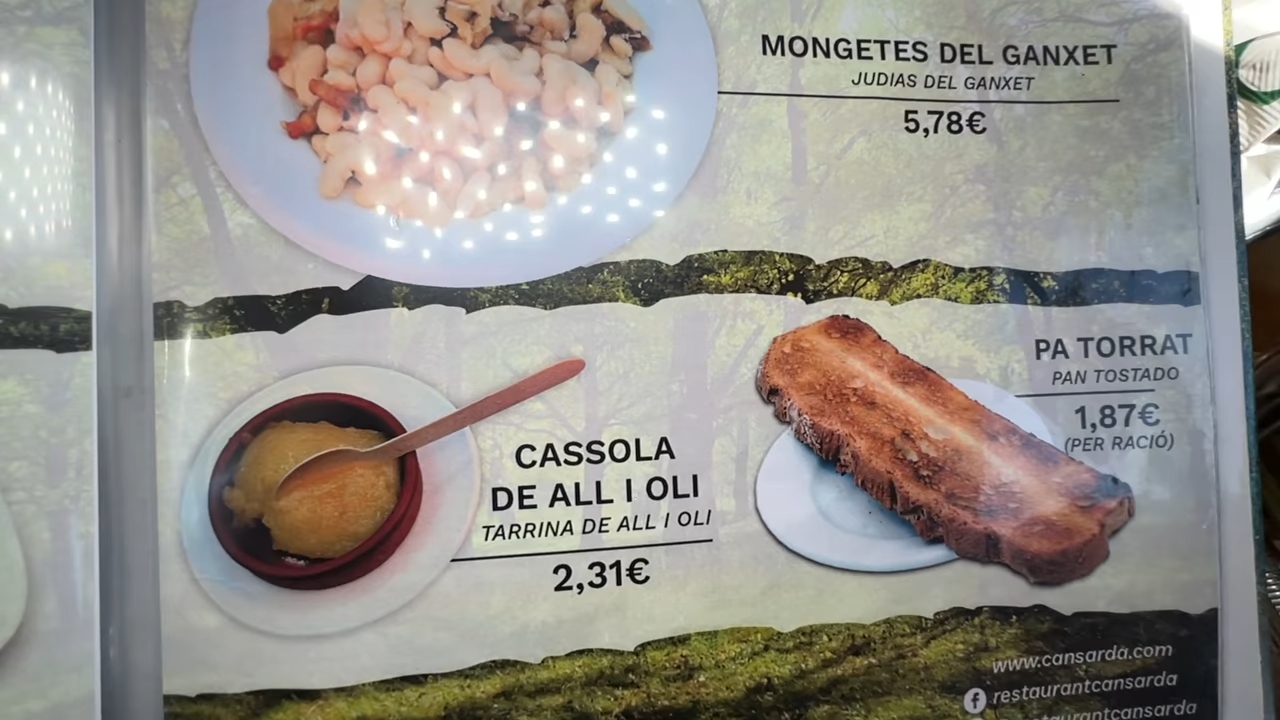 MONGETES DEL GANXET
JUDIAS DEL GANXET
5,78€
CASSOLA
DE ALL I OLI
TARRINA DE ALL I OLI
2,31€
PA TORRAT
PAN TOSTADO
1,87€
(PER RACIÓ)
www.cansarda.com
restaurantcansarda
restaurantcansarda